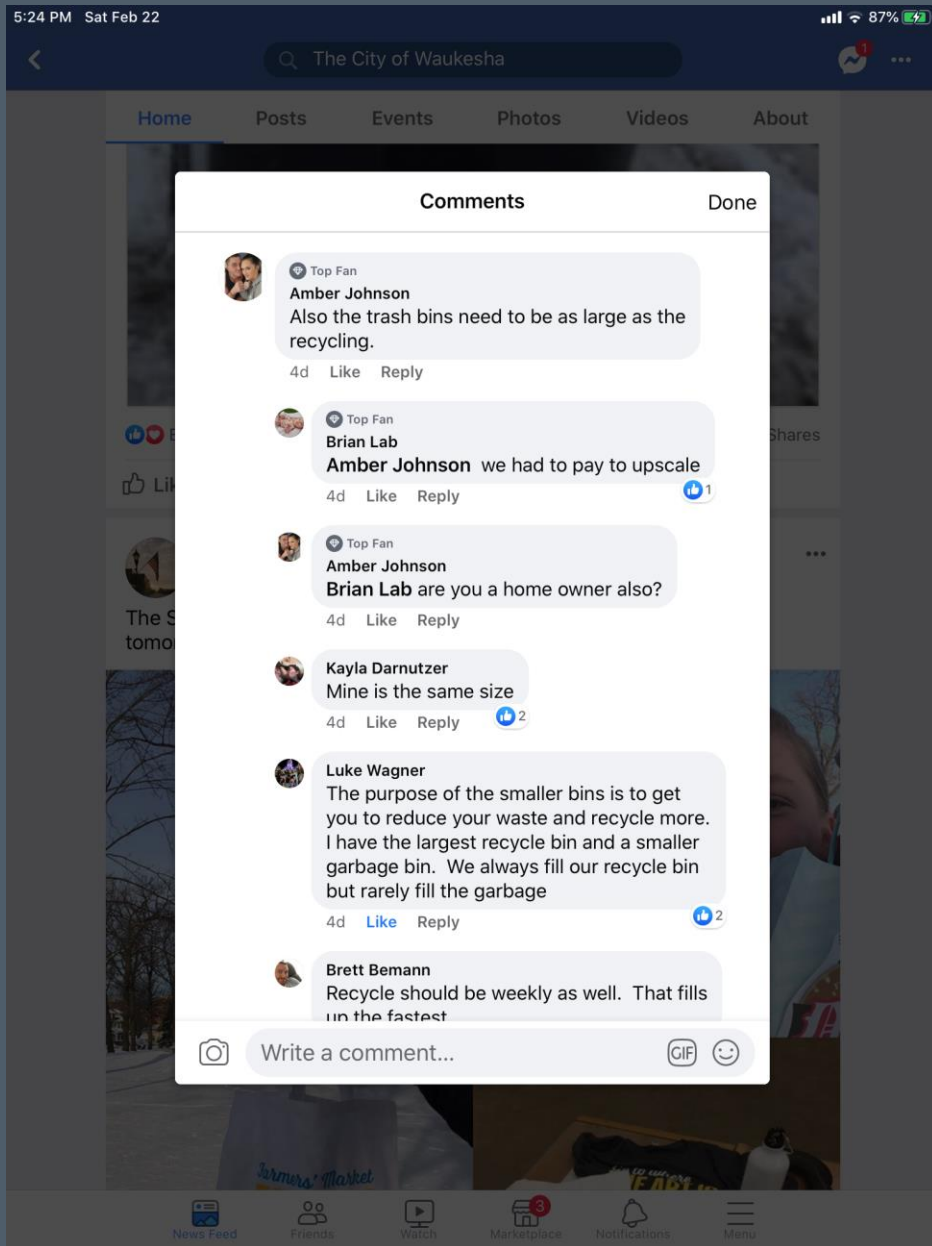 5:24 PM Sat Feb 22
87%
The City of Waukesha
1
Home Posts Events Photos Videos About
Comments
Done
Top Fan
Amber Johnson
Also the trash bins need to be as large as the
recycling.
4d Like Reply
Top Fan
Brian Lab
Amber Johnson we had to pay to upscale
4d Like Reply
1
Top Fan
Amber Johnson
Brian Lab are you a home owner also?
4d Like Reply
Kayla Darnutzer
Mine is the same size
4d Like Reply
2
Luke Wagner
The purpose of the smaller bins is to get
you to reduce your waste and recycle more.
I have the largest recycle bin and a smaller
garbage bin. We always fill our recycle bin
but rarely fill the garbage
4d Like Reply
2
Brett Bemann
Recycle should be weekly as well. That fills
up the fastest
Write a comment...
GIF
Shares
The
Farmers' Market
3
News Feed Friends Watch Marketplace Notifications Menu